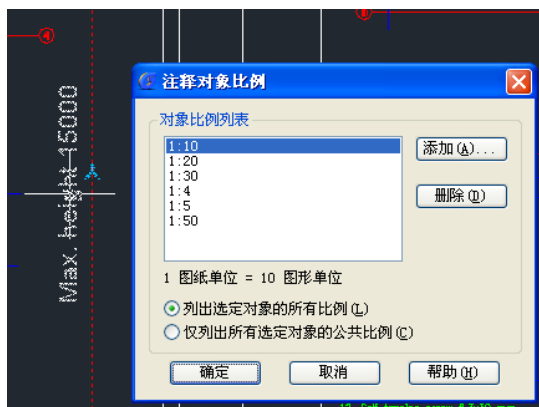 4
Max. height 15000
注释对象比例
对象比例列表
1:10
1:20
1:30
1:4
1:5
1:50
添加(A)...
删除(D)
1 图纸单位 = 10 图形单位
列出选定对象的所有比例(L)
仅列出所有选定对象的公共比例(C)
确定
取消
帮助(H)